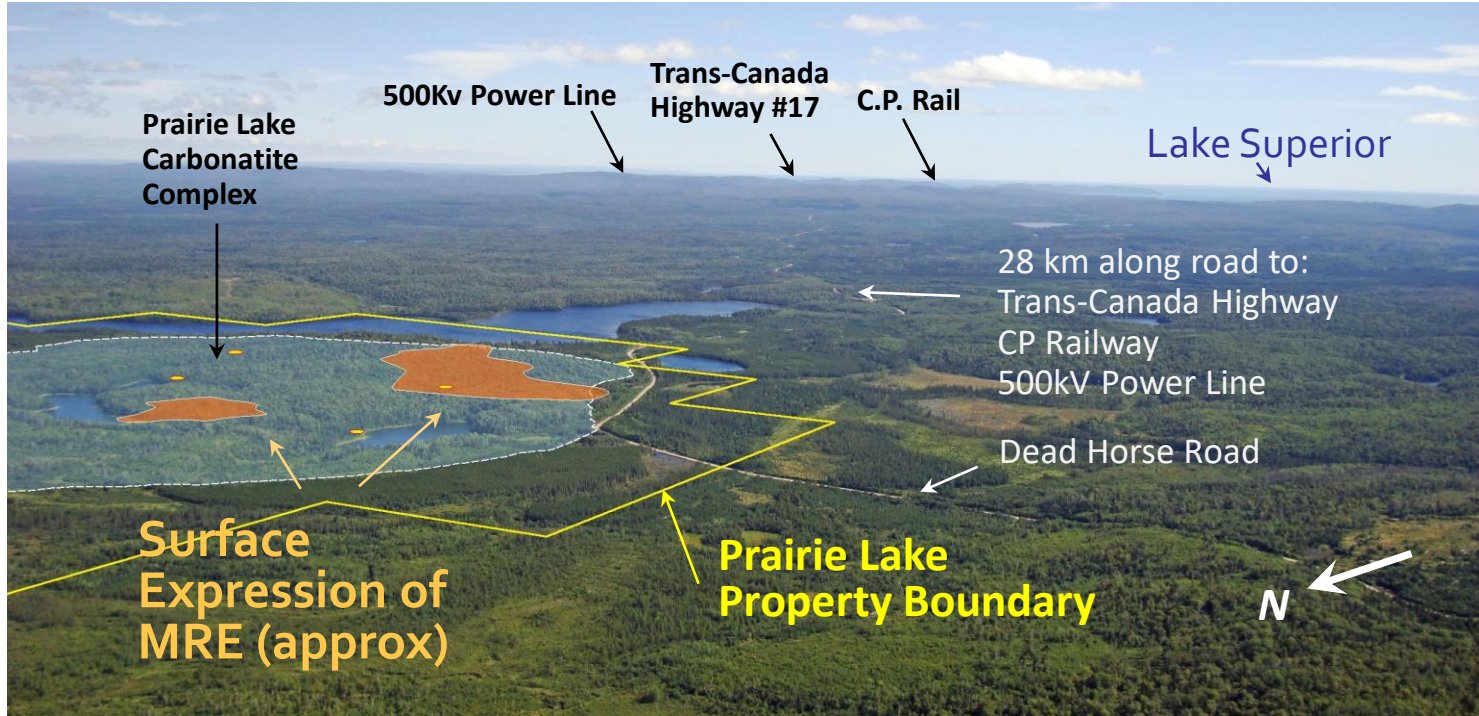 500Kv Power Line
Trans-Canada
Highway #17
C.P. Rail
Prairie Lake
Carbonatite
Complex
Lake Superior
28 km along road to:
Trans-Canada Highway
CP Railway
500kV Power Line
Dead Horse Road
Surface
Expression of
MRE (approx)
Prairie Lake
Property Boundary
N